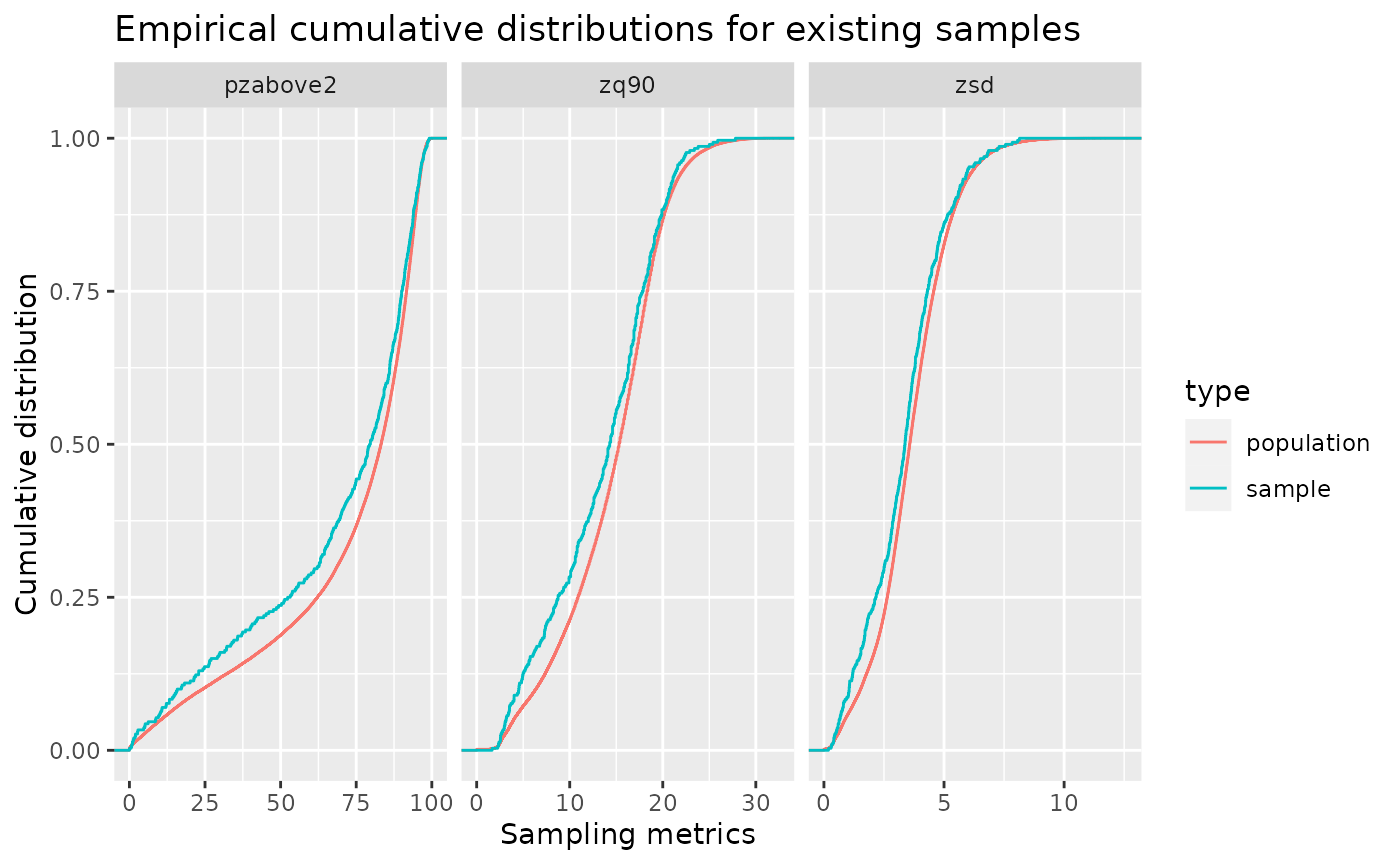 Empirical cumulative distributions for existing samples
pzabove2 zq90 zsd
Cumulative distribution
1.00
0.75
0.50
0.25
0.00
0 25 50 75 100 0 10 20 30 0 5 10
Sampling metrics
type
population
sample